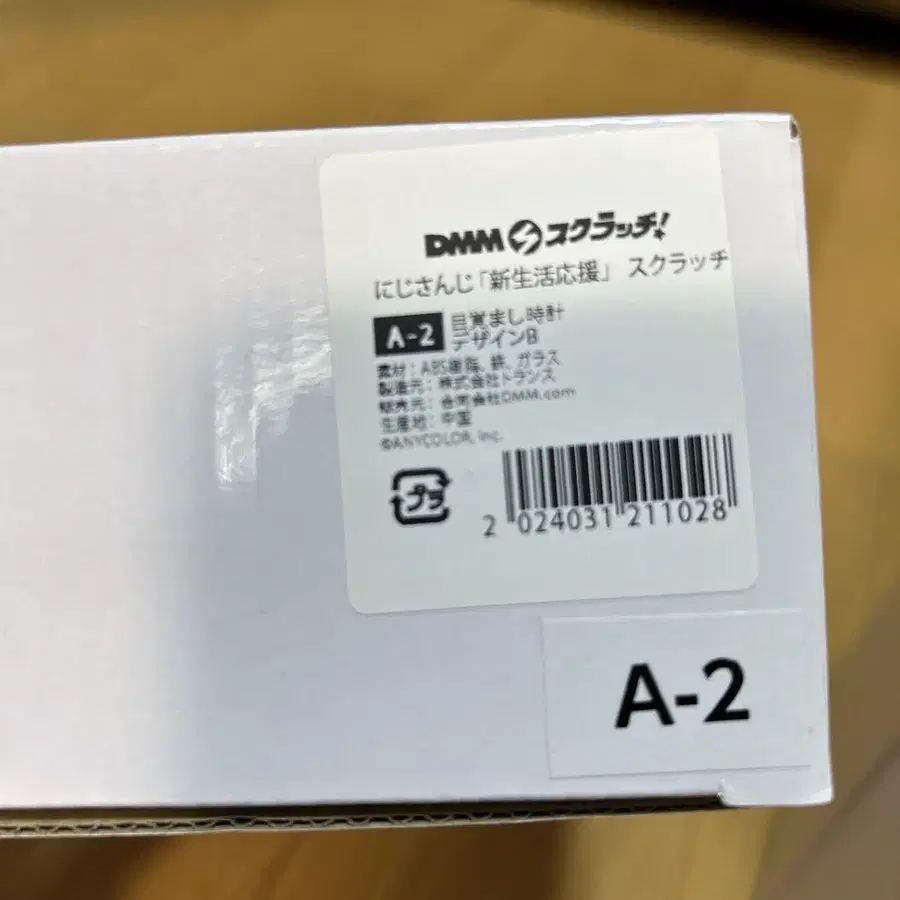 DMM スクラッチ!
にじさんじ「新生活応援」 スクラッチ
A-2 目覚まし時計
デザインB
素材:ABS樹脂、鉄、ガラス
製造元:株式会社トランス
販売元:合同会社DMM.com
生産地:中国
©ANYCOLOR, Inc.
プラ
2 024031 211028
A-2